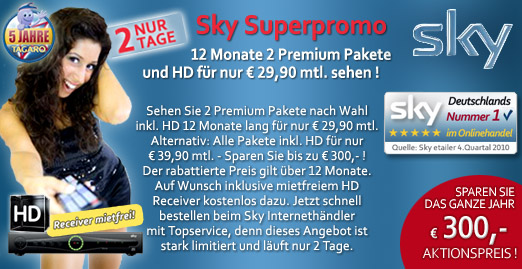 5 JAHRE
TAGARO
2 NUR TAGE
Sky Superpromo
12 Monate 2 Premium Pakete
und HD für nur € 29,90 mtl. sehen !
sky
Sehen Sie 2 Premium Pakete nach Wahl
inkl. HD 12 Monate lang für nur € 29,90 mtl.
Alternativ: Alle Pakete inkl. HD für nur
€ 39,90 mtl. - Sparen Sie bis zu € 300,- !
Der rabattierte Preis gilt über 12 Monate.
Auf Wunsch inklusive mietfreiem HD
Receiver kostenlos dazu. Jetzt schnell
bestellen beim Sky Internethändler
mit Topservice, denn dieses Angebot ist
stark limitiert und läuft nur 2 Tage.
sky
Deutschlands
Nummer 1
im Onlinehandel
Quelle: Sky etailer 4.Quartal 2010
HD
Receiver mietfrei!
SPAREN SIE
DAS GANZE JAHR
€ 300,-
AKTIONSPREIS !